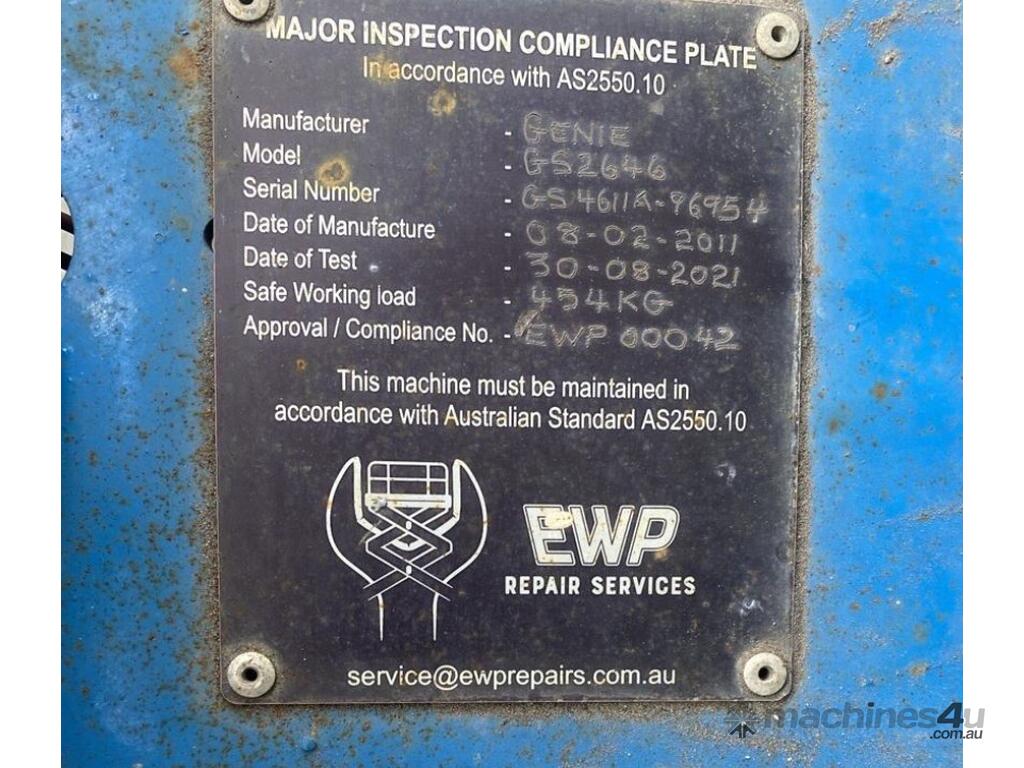 MAJOR INSPECTION COMPLIANCE PLATE
In accordance with AS2550.10
Manufacturer - GENIE
Model - GS2646
Serial Number - GS4611A-96954
Date of Manufacture - 08-02-2011
Date of Test - 30-08-2021
Safe Working load - 454KG
Approval / Compliance No. - EWP 00042
This machine must be maintained in
accordance with Australian Standard AS2550.10
EWP
REPAIR SERVICES
service@ewprepairs.com.au
machines4u
.com.au